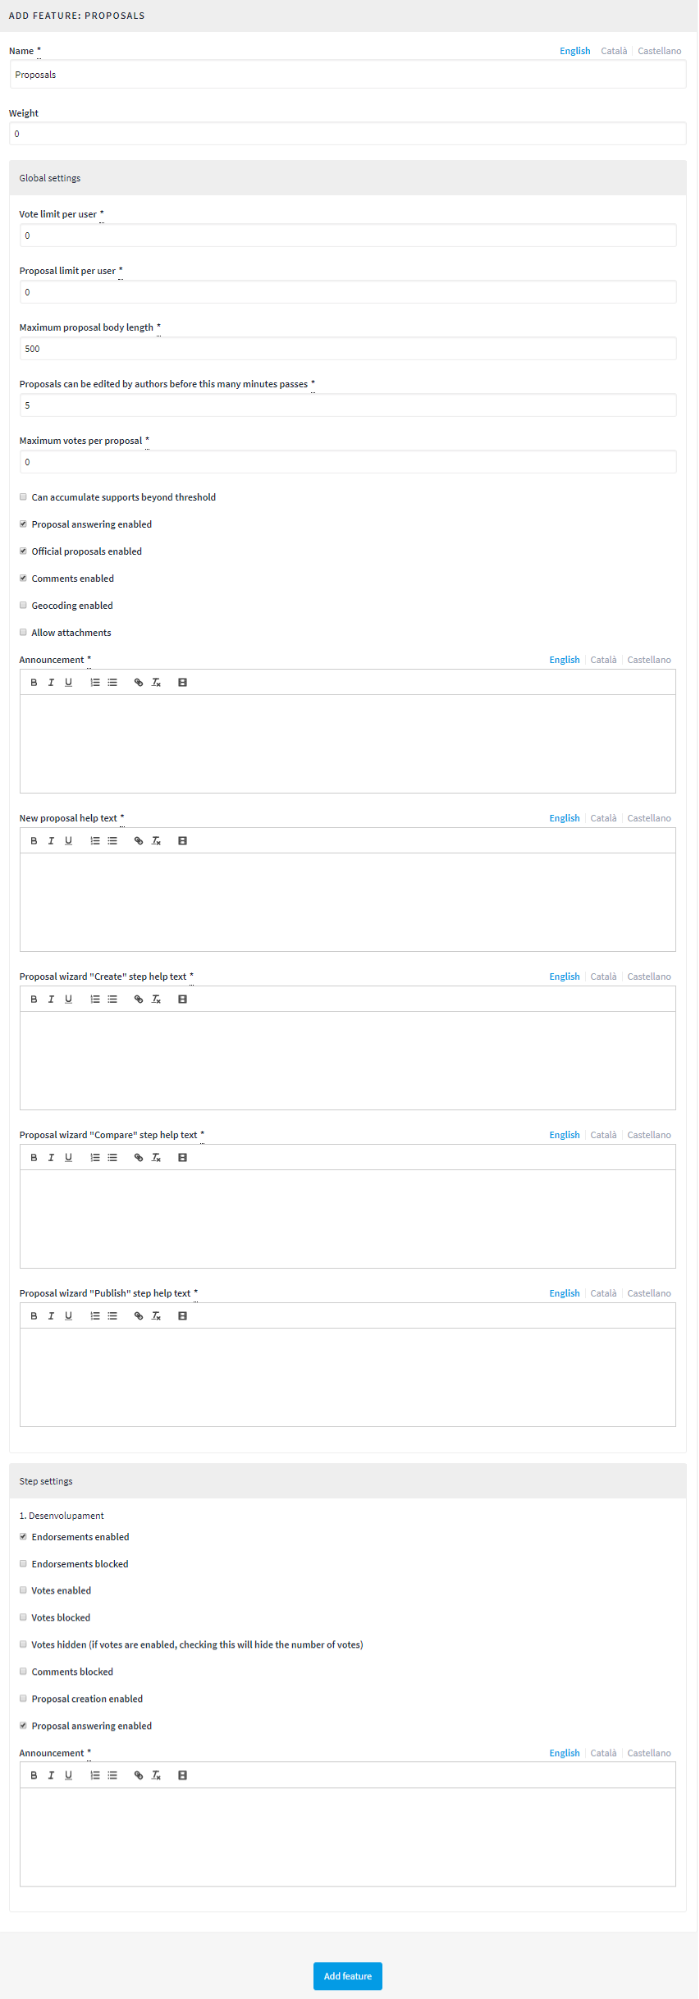 ADD FEATURE: PROPOSALS
Name * English Català Castellano
Proposals
Weight
0
Global settings
Vote limit per user *
0
Proposal limit per user *
0
Maximum proposal body length *
500
Proposals can be edited by authors before this many minutes passes *
5
Maximum votes per proposal *
0
Can accumulate supports beyond threshold
Proposal answering enabled
Official proposals enabled
Comments enabled
Geocoding enabled
Allow attachments
Announcement * English Català Castellano
B I U
New proposal help text * English Català Castellano
B I U
Proposal wizard "Create" step help text * English Català Castellano
B I U
Proposal wizard "Compare" step help text * English Català Castellano
B I U
Proposal wizard "Publish" step help text * English Català Castellano
B I U
Step settings
1. Desenvolupament
Endorsements enabled
Endorsements blocked
Votes enabled
Votes blocked
Votes hidden (if votes are enabled, checking this will hide the number of votes)
Comments blocked
Proposal creation enabled
Proposal answering enabled
Announcement * English Català Castellano
B I U
Add feature